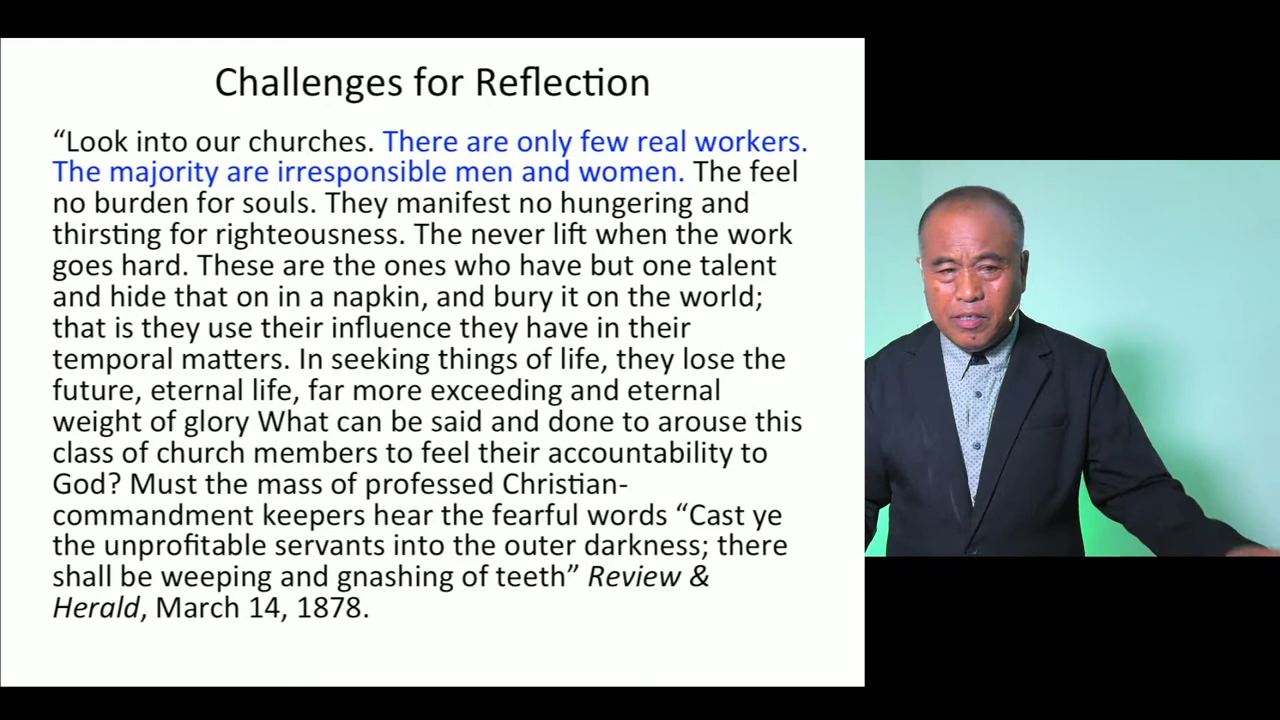 Challenges for Reflection
“Look into our churches. There are only few real workers.
The majority are irresponsible men and women. The feel
no burden for souls. They manifest no hungering and
thirsting for righteousness. The never lift when the work
goes hard. These are the ones who have but one talent
and hide that on in a napkin, and bury it on the world;
that is they use their influence they have in their
temporal matters. In seeking things of life, they lose the
future, eternal life, far more exceeding and eternal
weight of glory What can be said and done to arouse this
class of church members to feel their accountability to
God? Must the mass of professed Christian-
commandment keepers hear the fearful words “Cast ye
the unprofitable servants into the outer darkness; there
shall be weeping and gnashing of teeth” Review &
Herald, March 14, 1878.